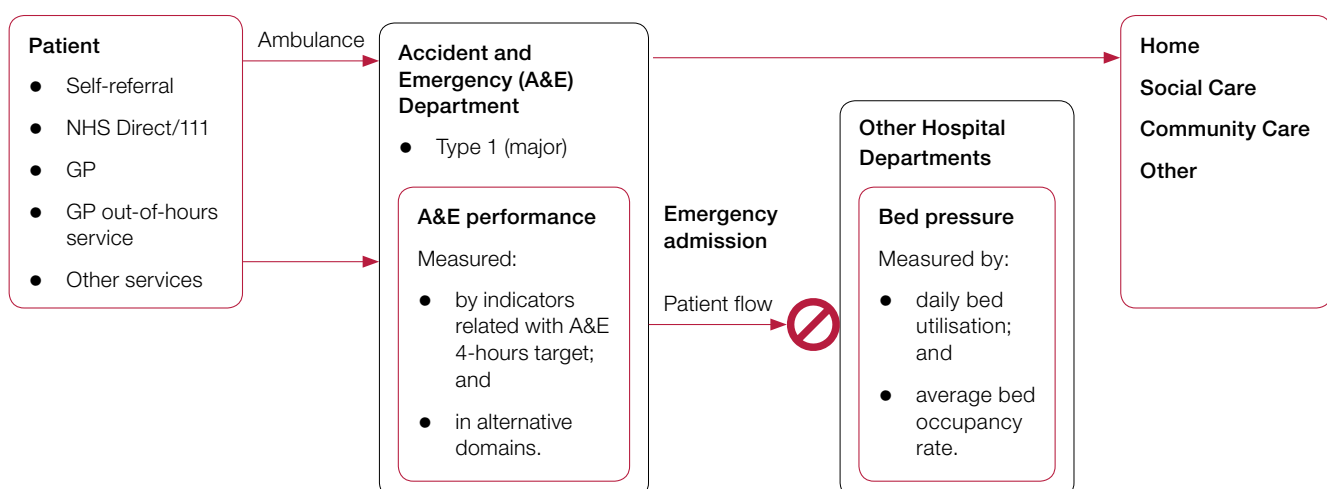 Patient
● Self-referral
● NHS Direct/111
● GP
● GP out-of-hours
service
● Other services
Ambulance
Accident and
Emergency (A&E)
Department
● Type 1 (major)
A&E performance
Measured:
● by indicators
related with A&E
4-hours target;
and
● in alternative
domains.
Emergency
admission
Patient flow
Other Hospital
Departments
Bed pressure
Measured by:
● daily bed
utilisation;
and
● average bed
occupancy
rate.
Home
Social Care
Community Care
Other